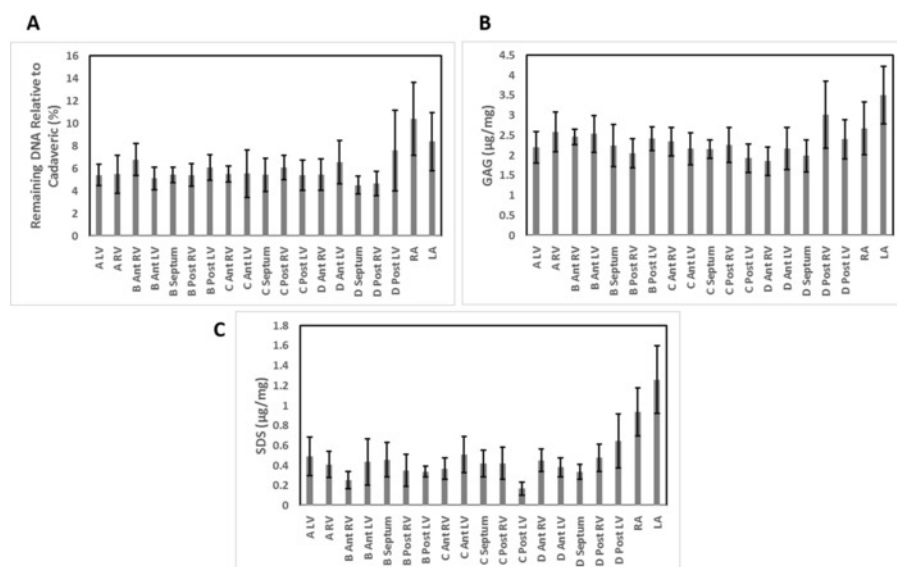 A
Remaining DNA Relative to
Cadaveric (%)
16
14
12
10
8
6
4
2
0
A LV
A RV
B Ant RV
B Ant LV
B Septum
B Post RV
B Post LV
C Ant RV
C Ant LV
C Septum
C Post RV
C Post LV
D Ant RV
D Ant LV
D Septum
D Post RV
D Post LV
RA
LA
B
GAG (µg/mg)
4.5
4
3.5
3
2.5
2
1.5
1
0.5
0
A LV
A RV
B Ant RV
B Ant LV
B Septum
B Post RV
B Post LV
C Ant RV
C Ant LV
C Septum
C Post RV
C Post LV
D Ant RV
D Ant LV
D Septum
D Post RV
D Post LV
RA
LA
C
SDS (µg/mg)
1.8
1.6
1.4
1.2
1
0.8
0.6
0.4
0.2
0
A LV
A RV
B Ant RV
B Ant LV
B Septum
B Post RV
B Post LV
C Ant RV
C Ant LV
C Septum
C Post RV
C Post LV
D Ant RV
D Ant LV
D Septum
D Post RV
D Post LV
RA
LA